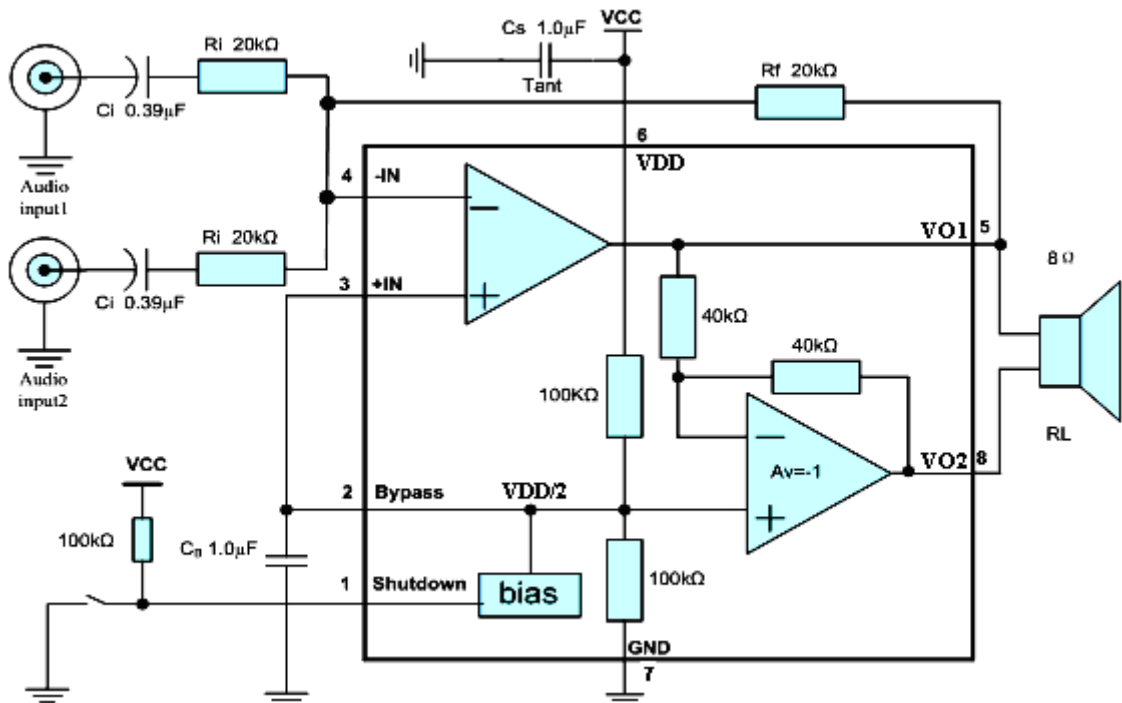 Cs 1.0µF
VCC
Ri 20kΩ
Tant
Rf 20kΩ
Ci 0.39µF
6
VDD
Audio
input1
4 -IN
VO1 5
Ri 20kΩ
8 Ω
3 +IN
Ci 0.39µF
40kΩ
40kΩ
Audio
input2
100KΩ
RL
VCC
Av=-1
VO2 8
2 Bypass
VDD/2
100kΩ
1.0µF
100kΩ
1 Shutdown
bias
GND
7